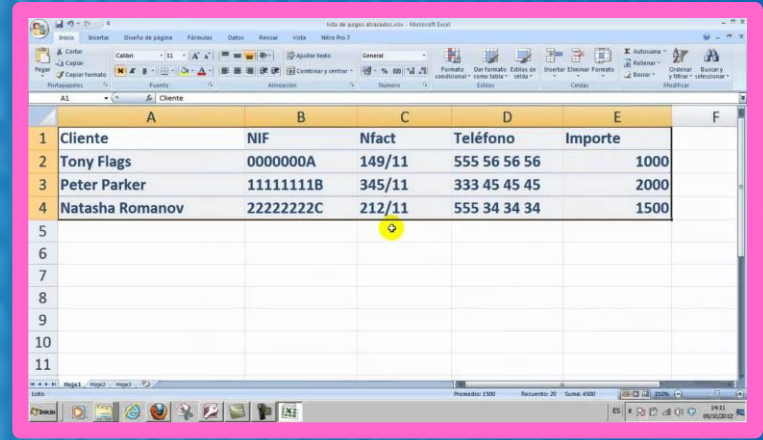 lista de pagos atrasados.xlsx - Microsoft Excel
Inicio Insertar Diseño de página Fórmulas Datos Revisar Vista Nitro Pro 7
Cortar
Copiar
Copiar formato
Pegar
Calibri 11
Ajustar texto
Combinar y centrar
General
Formato condicional
Dar formato como tabla
Estilos de celda
Insertar Eliminar Formato
Autosuma
Rellenar
Borrar
Ordenar y filtrar
Buscar y seleccionar
Portapapeles Fuente Alineación Número Estilos Celdas Modificar
A1 Cliente
A B C D E F
1 Cliente NIF Nfact Teléfono Importe
2 Tony Flags 0000000A 149/11 555 56 56 56 1000
3 Peter Parker 11111111B 345/11 333 45 45 45 2000
4 Natasha Romanov 22222222C 212/11 555 34 34 34 1500
5
6
7
8
9
10
11
Hoja1 Hoja2 Hoja3
Listo Promedio: 1500 Recuento: 20 Suma: 4500 210%
Inicio ES 14:11
09/10/2012